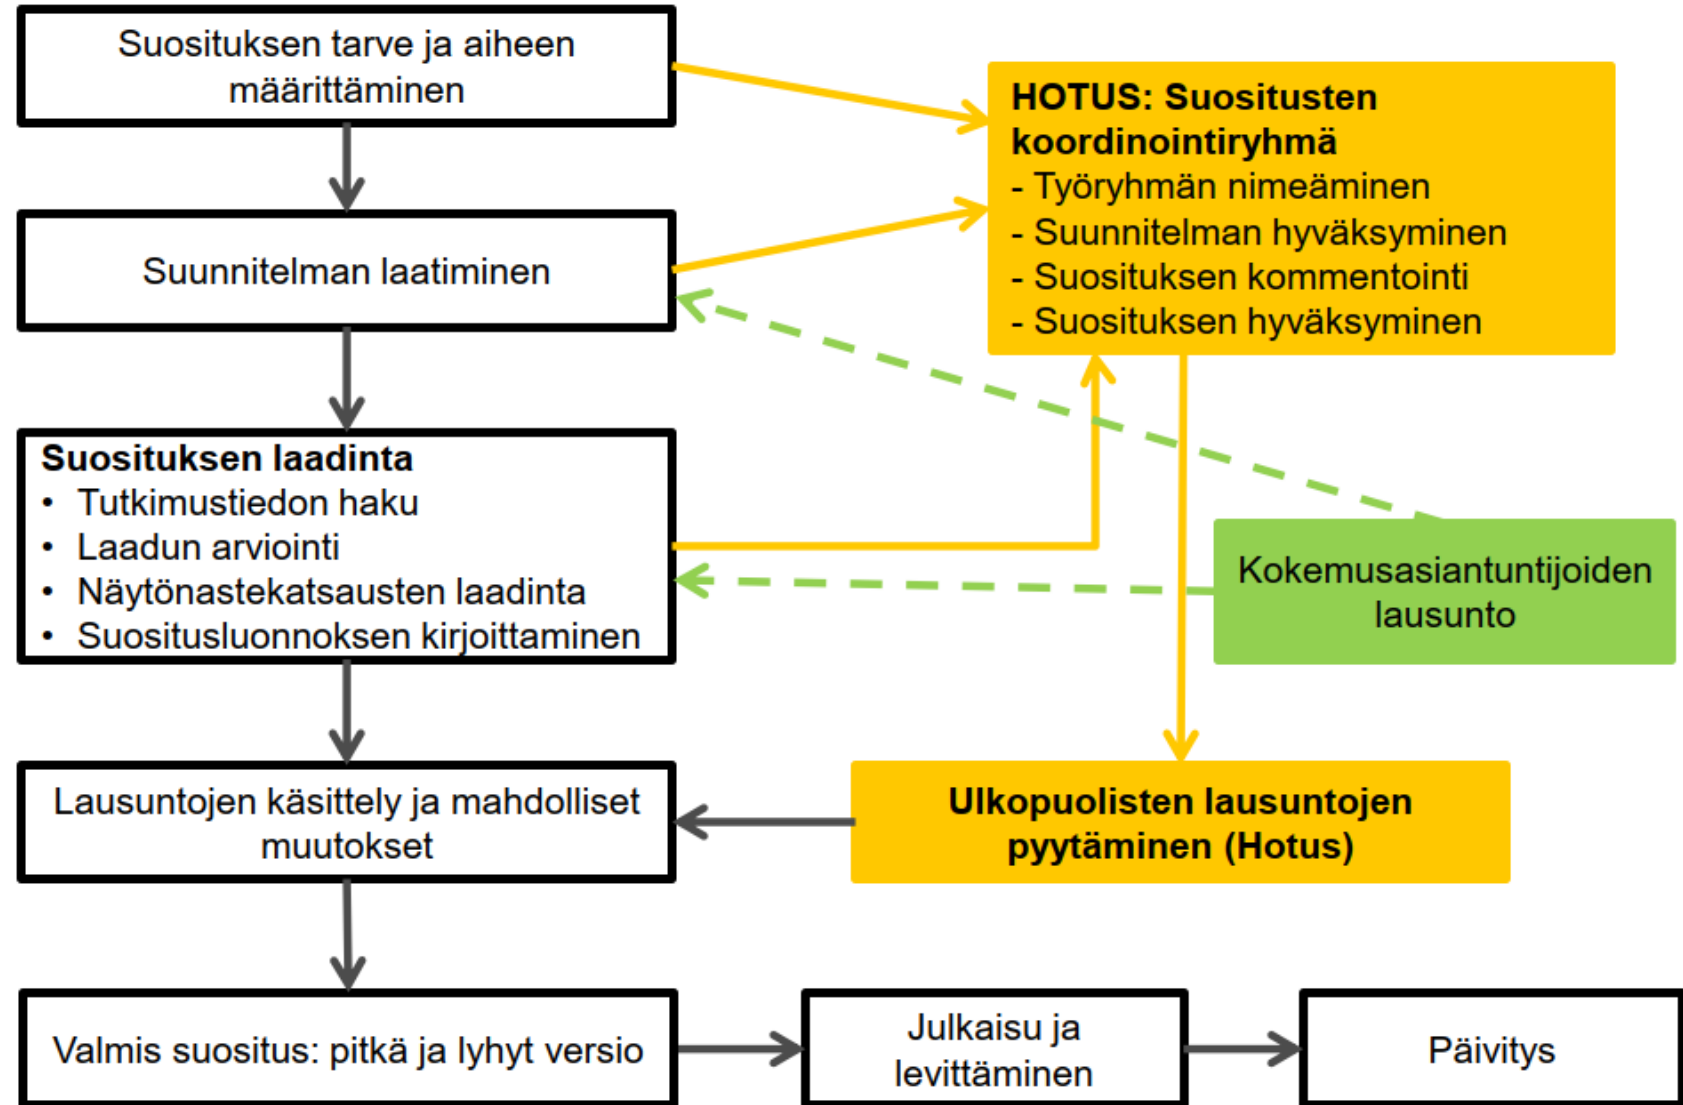 Suosituksen tarve ja aiheen
määrittäminen
HOTUS: Suositusten
koordinointiryhmä
- Työryhmän nimeäminen
- Suunnitelman hyväksyminen
- Suosituksen kommentointi
- Suosituksen hyväksyminen
Suunnitelman laatiminen
Suosituksen laadinta
• Tutkimustiedon haku
• Laadun arviointi
• Näytönastekatsausten laadinta
• Suositusluonnoksen kirjoittaminen
Kokemusasiantuntijoiden
lausunto
Lausuntojen käsittely ja mahdolliset
muutokset
Ulkopuolisten lausuntojen
pyytäminen (Hotus)
Valmis suositus: pitkä ja lyhyt versio
Julkaisu ja
levittäminen
Päivitys